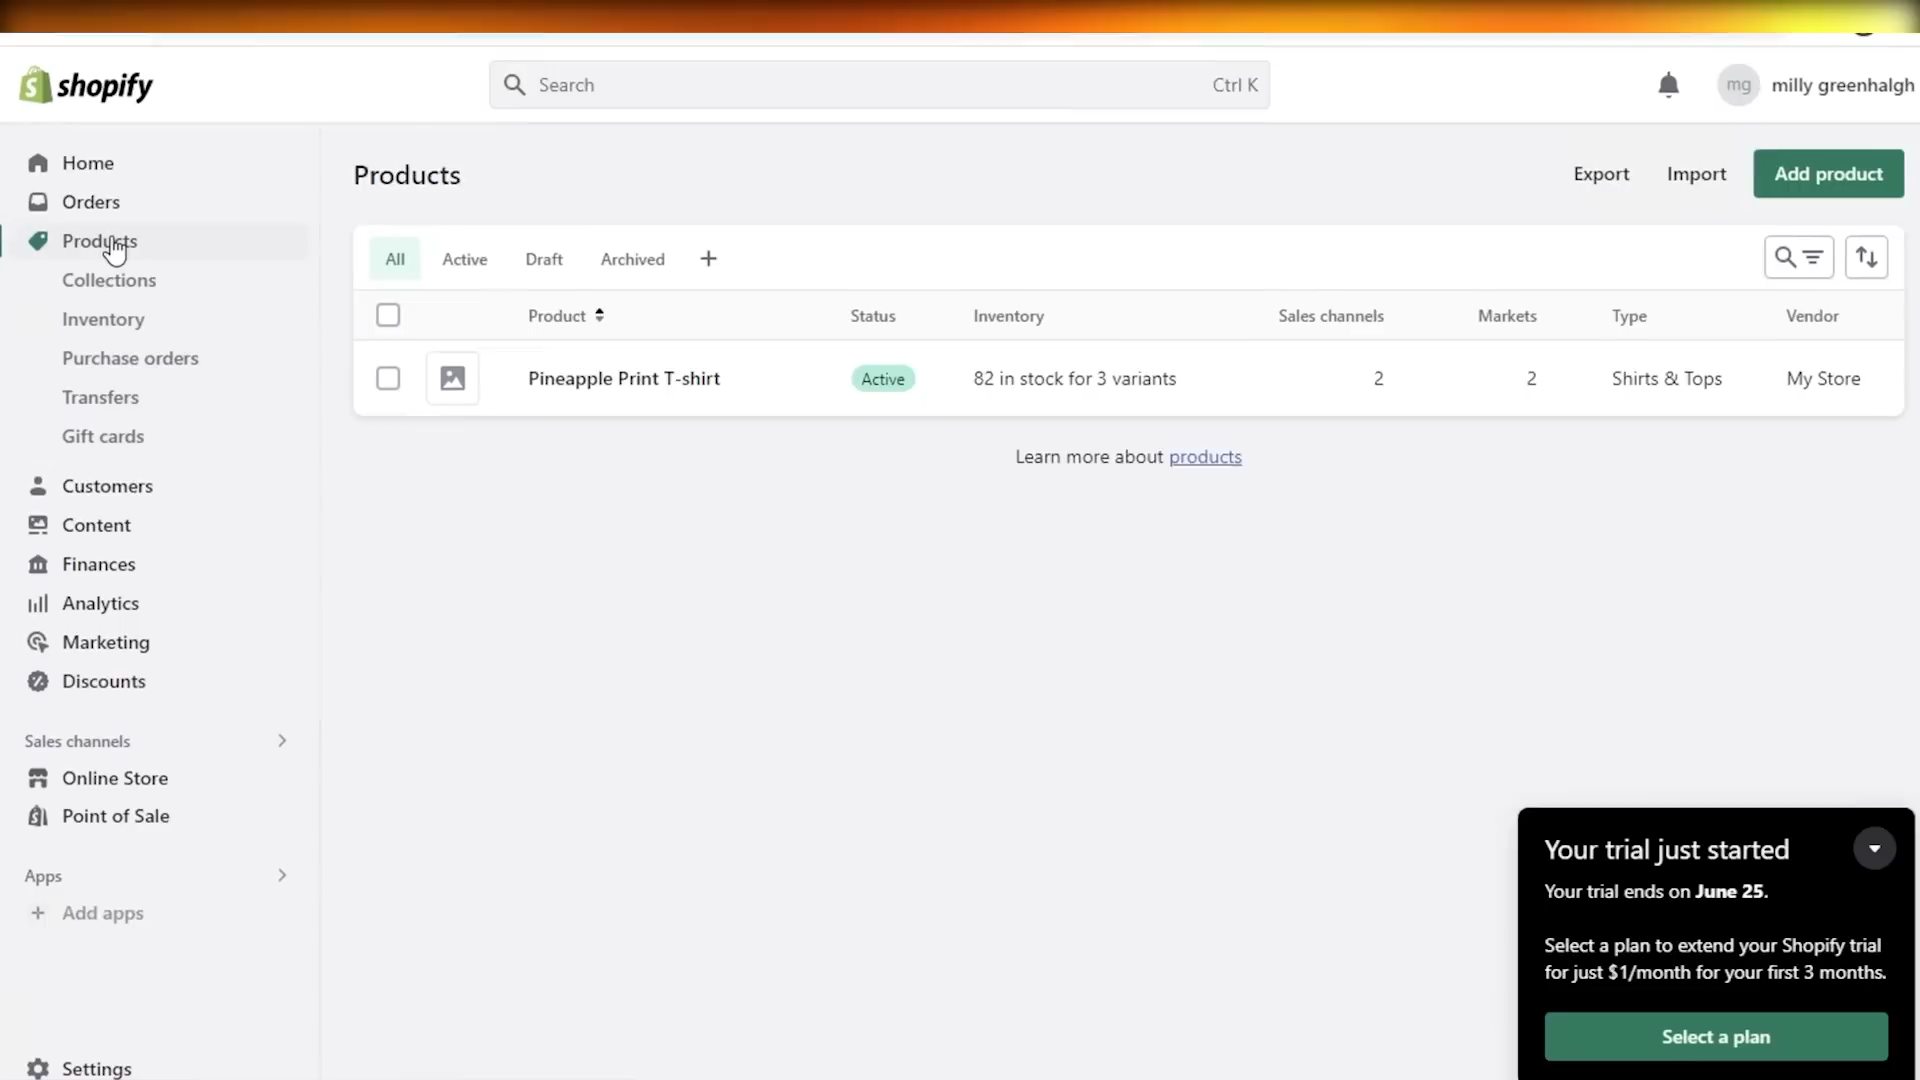 shopify
Search
Ctrl K
mg
milly greenhalgh
Home
Orders
Products
Collections
Inventory
Purchase orders
Transfers
Gift cards
Customers
Content
Finances
Analytics
Marketing
Discounts
Sales channels
Online Store
Point of Sale
Apps
Add apps
Settings
Products
Export
Import
Add product
All
Active
Draft
Archived
Product
Status
Inventory
Sales channels
Markets
Type
Vendor
Pineapple Print T-shirt
Active
82 in stock for 3 variants
2
2
Shirts & Tops
My Store
Learn more about products
Your trial just started
Your trial ends on June 25.
Select a plan to extend your Shopify trial
for just $1/month for your first 3 months.
Select a plan